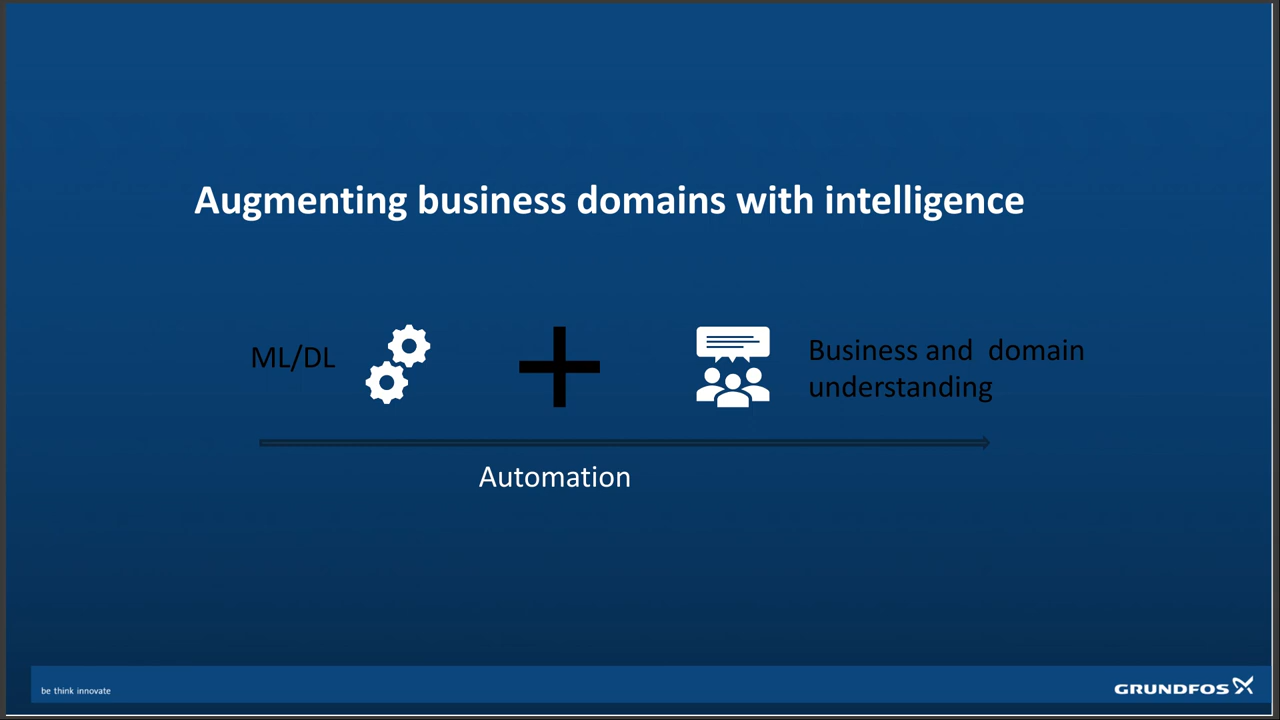 Augmenting business domains with intelligence
ML/DL
Business and domain
understanding
Automation
be think innovate
GRUNDFOS